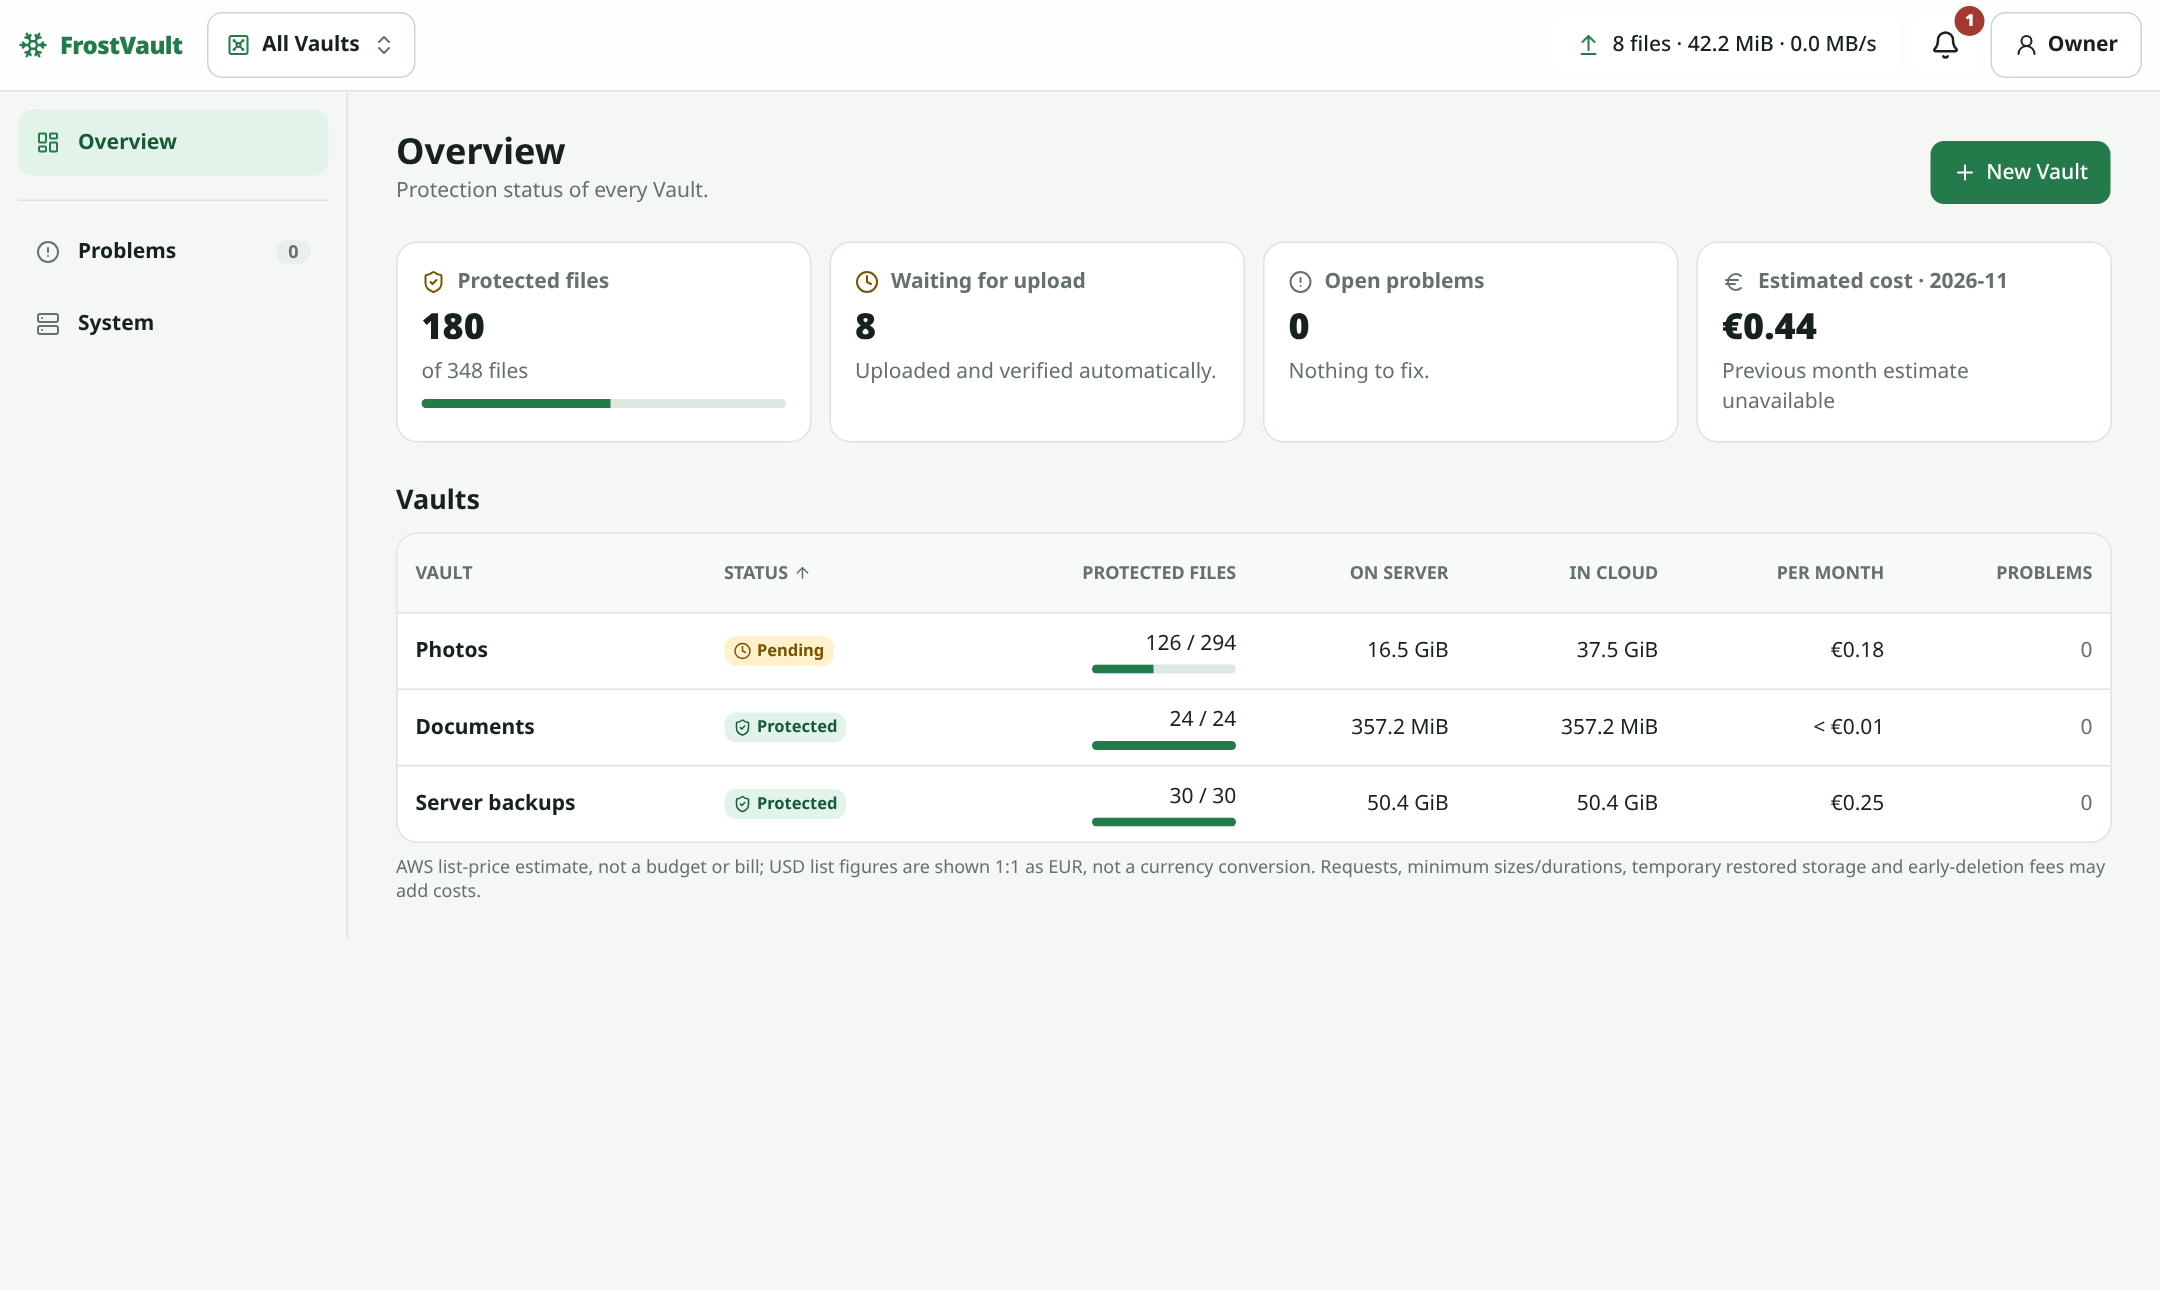 FrostVault
All Vaults
8 files · 42.2 MiB · 0.0 MB/s
1
Owner
Overview
Problems
0
System
Overview
Protection status of every Vault.
New Vault
Protected files
180
of 348 files
Waiting for upload
8
Uploaded and verified automatically.
Open problems
0
Nothing to fix.
Estimated cost · 2026-11
€0.44
Previous month estimate
unavailable
Vaults
VAULT STATUS PROTECTED FILES ON SERVER IN CLOUD PER MONTH PROBLEMS
Photos Pending 126 / 294 16.5 GiB 37.5 GiB €0.18 0
Documents Protected 24 / 24 357.2 MiB 357.2 MiB < €0.01 0
Server backups Protected 30 / 30 50.4 GiB 50.4 GiB €0.25 0
AWS list-price estimate, not a budget or bill; USD list figures are shown 1:1 as EUR, not a currency conversion. Requests, minimum sizes/durations, temporary restored storage and early-deletion fees may
add costs.